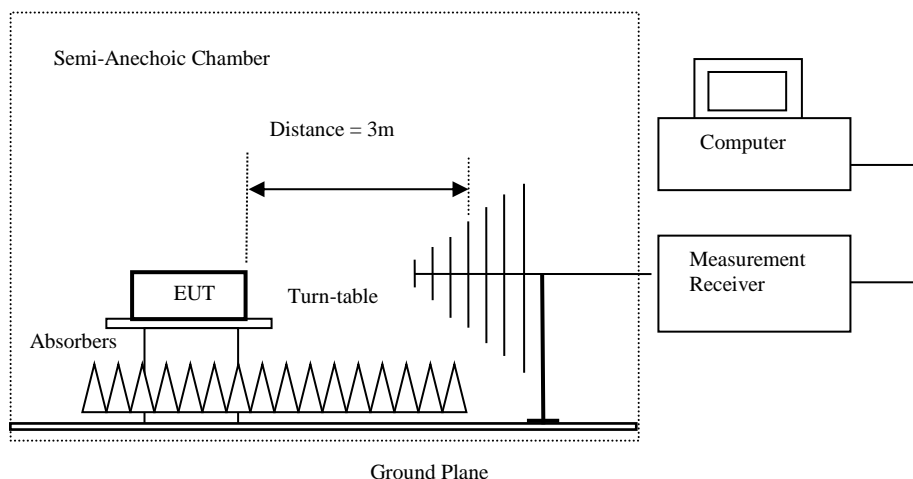 Semi-Anechoic Chamber
Distance = 3m
Computer
Measurement
Receiver
EUT
Turn-table
Absorbers
Ground Plane